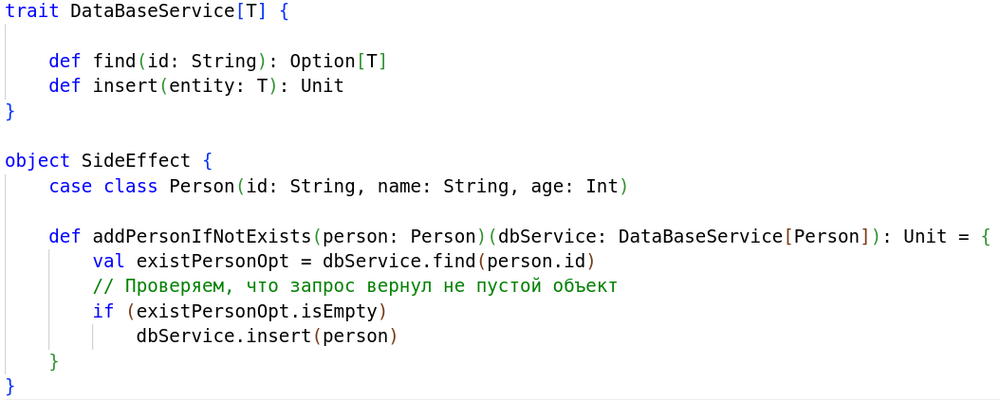 trait DataBaseService[T] {
    def find(id: String): Option[T]
    def insert(entity: T): Unit
}
object SideEffect {
    case class Person(id: String, name: String, age: Int)
    def addPersonIfNotExists(person: Person)(dbService: DataBaseService[Person]): Unit = {
        val existPersonOpt = dbService.find(person.id)
        // Проверяем, что запрос вернул не пустой объект
        if (existPersonOpt.isEmpty)
            dbService.insert(person)
    }
}